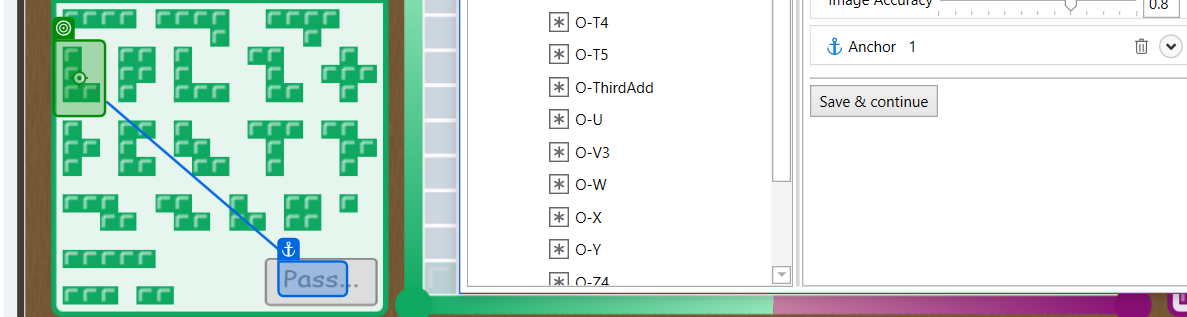 Image Accuracy
0.8
O-T4
O-T5
Anchor 1
O-ThirdAdd
Save & continue
O-U
O-V3
O-W
O-X
O-Y
O-Z4
Pass...